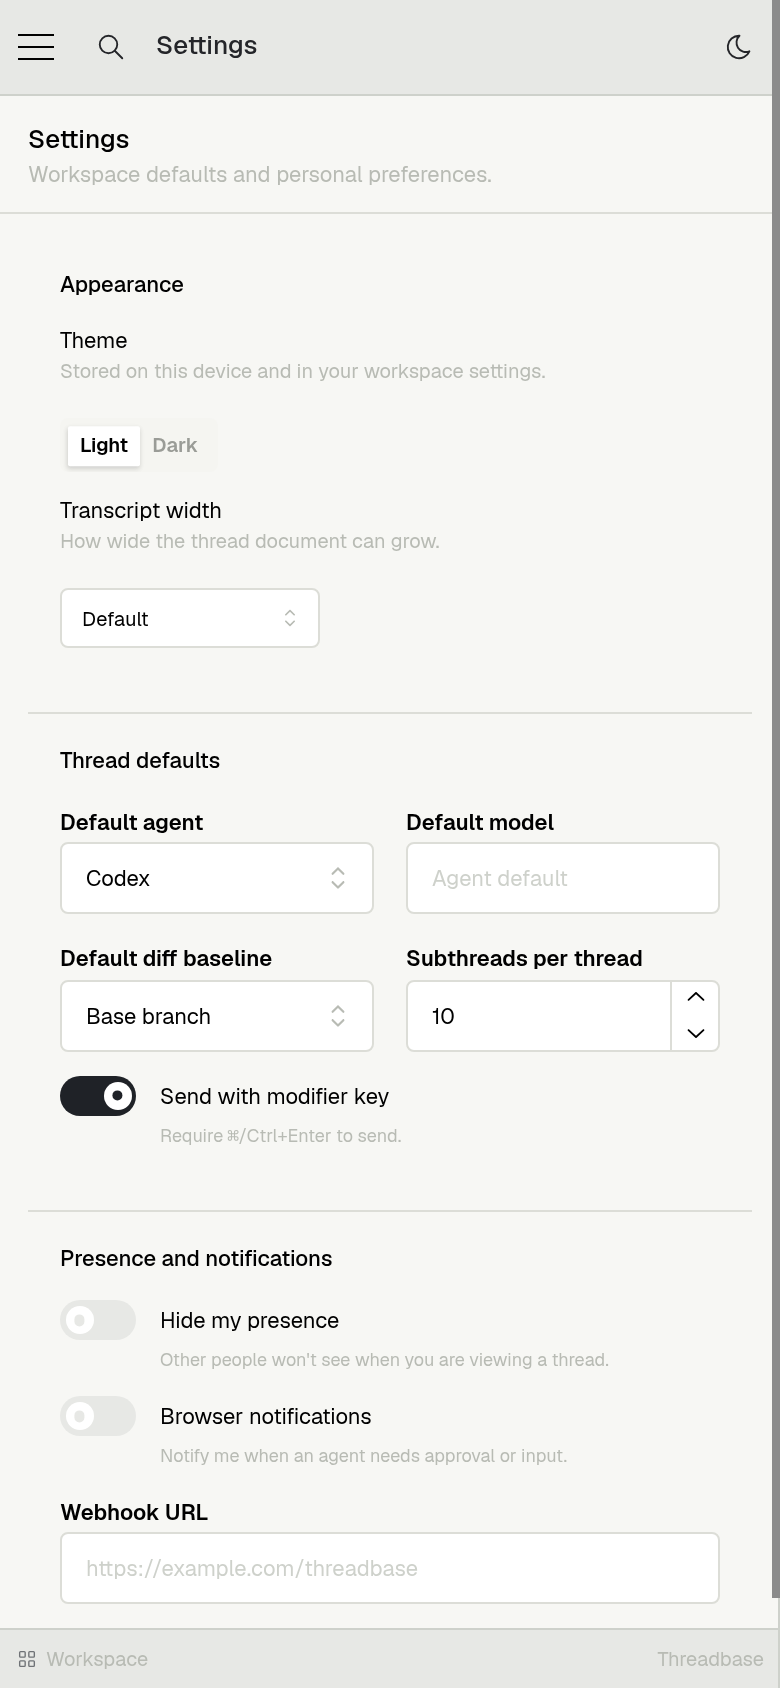 Settings
Settings
Workspace defaults and personal preferences.
Appearance
Theme
Stored on this device and in your workspace settings.
Light Dark
Transcript width
How wide the thread document can grow.
Default
Thread defaults
Default agent Default model
Codex Agent default
Default diff baseline Subthreads per thread
Base branch 10
Send with modifier key
Require ⌘/Ctrl+Enter to send.
Presence and notifications
Hide my presence
Other people won't see when you are viewing a thread.
Browser notifications
Notify me when an agent needs approval or input.
Webhook URL
https://example.com/threadbase
Workspace Threadbase